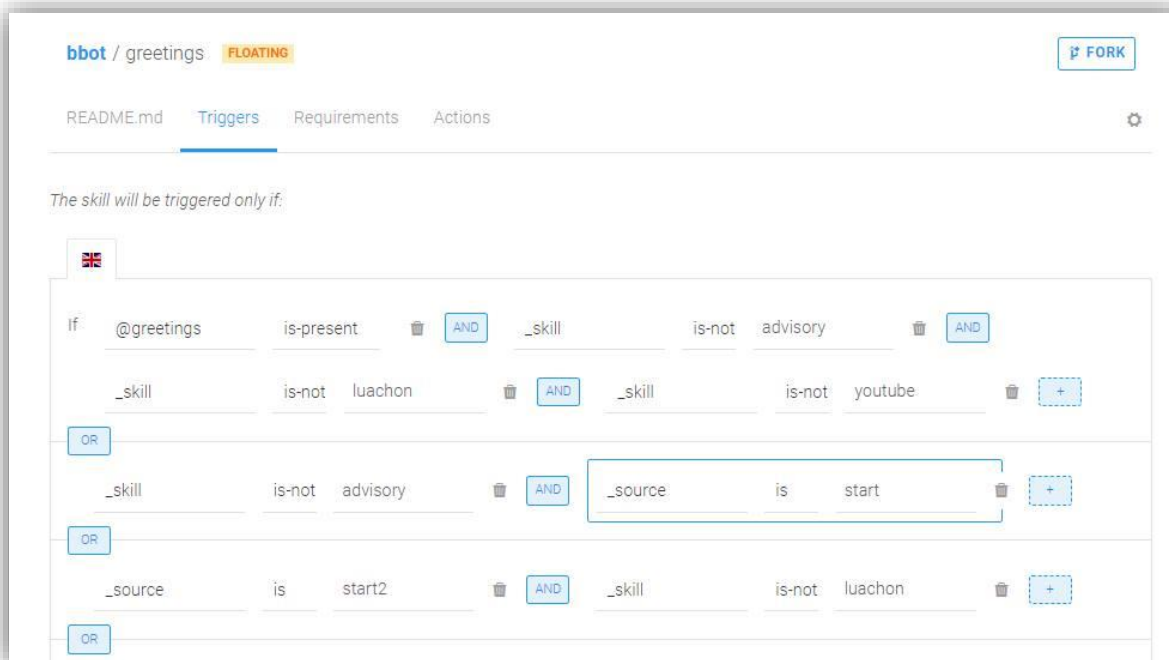 bbot / greetings FLOATING FORK
README.md Triggers Requirements Actions
The skill will be triggered only if:
If @greetings is-present AND _skill is-not advisory AND
_skill is-not luachon AND _skill is-not youtube +
OR
_skill is-not advisory AND _source is start +
OR
_source is start2 AND _skill is-not luachon +
OR